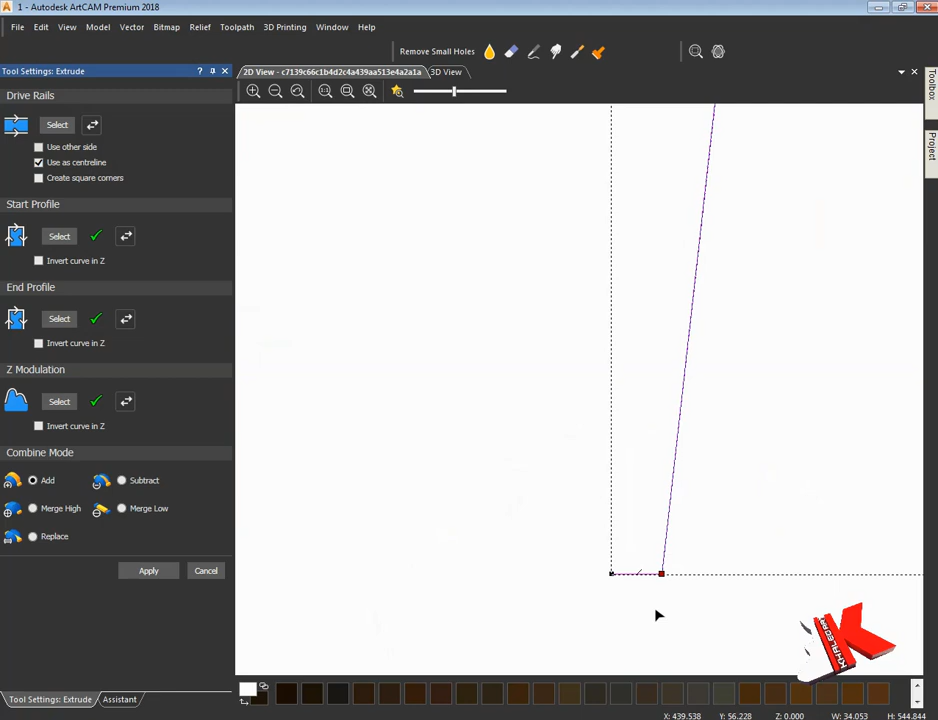 1 - Autodesk ArtCAM Premium 2018
File Edit View Model Vector Bitmap Relief Toolpath 3D Printing Window Help
Remove Small Holes
Tool Settings: Extrude
2D View - c7139c66c1b4d2c4a439aa513e4a2a1a
3D View
Drive Rails
Select
Use other side
Use as centreline
Create square corners
Start Profile
Select
Invert curve in Z
End Profile
Select
Invert curve in Z
Z Modulation
Select
Invert curve in Z
Combine Mode
Add Subtract
Merge High Merge Low
Replace
Apply Cancel
Toolbox
Project
KHALEDRA
K
Tool Settings: Extrude Assistant
X: 439.538 Y: 56.228 Z: 0.000 W: 34.053 H: 544.844